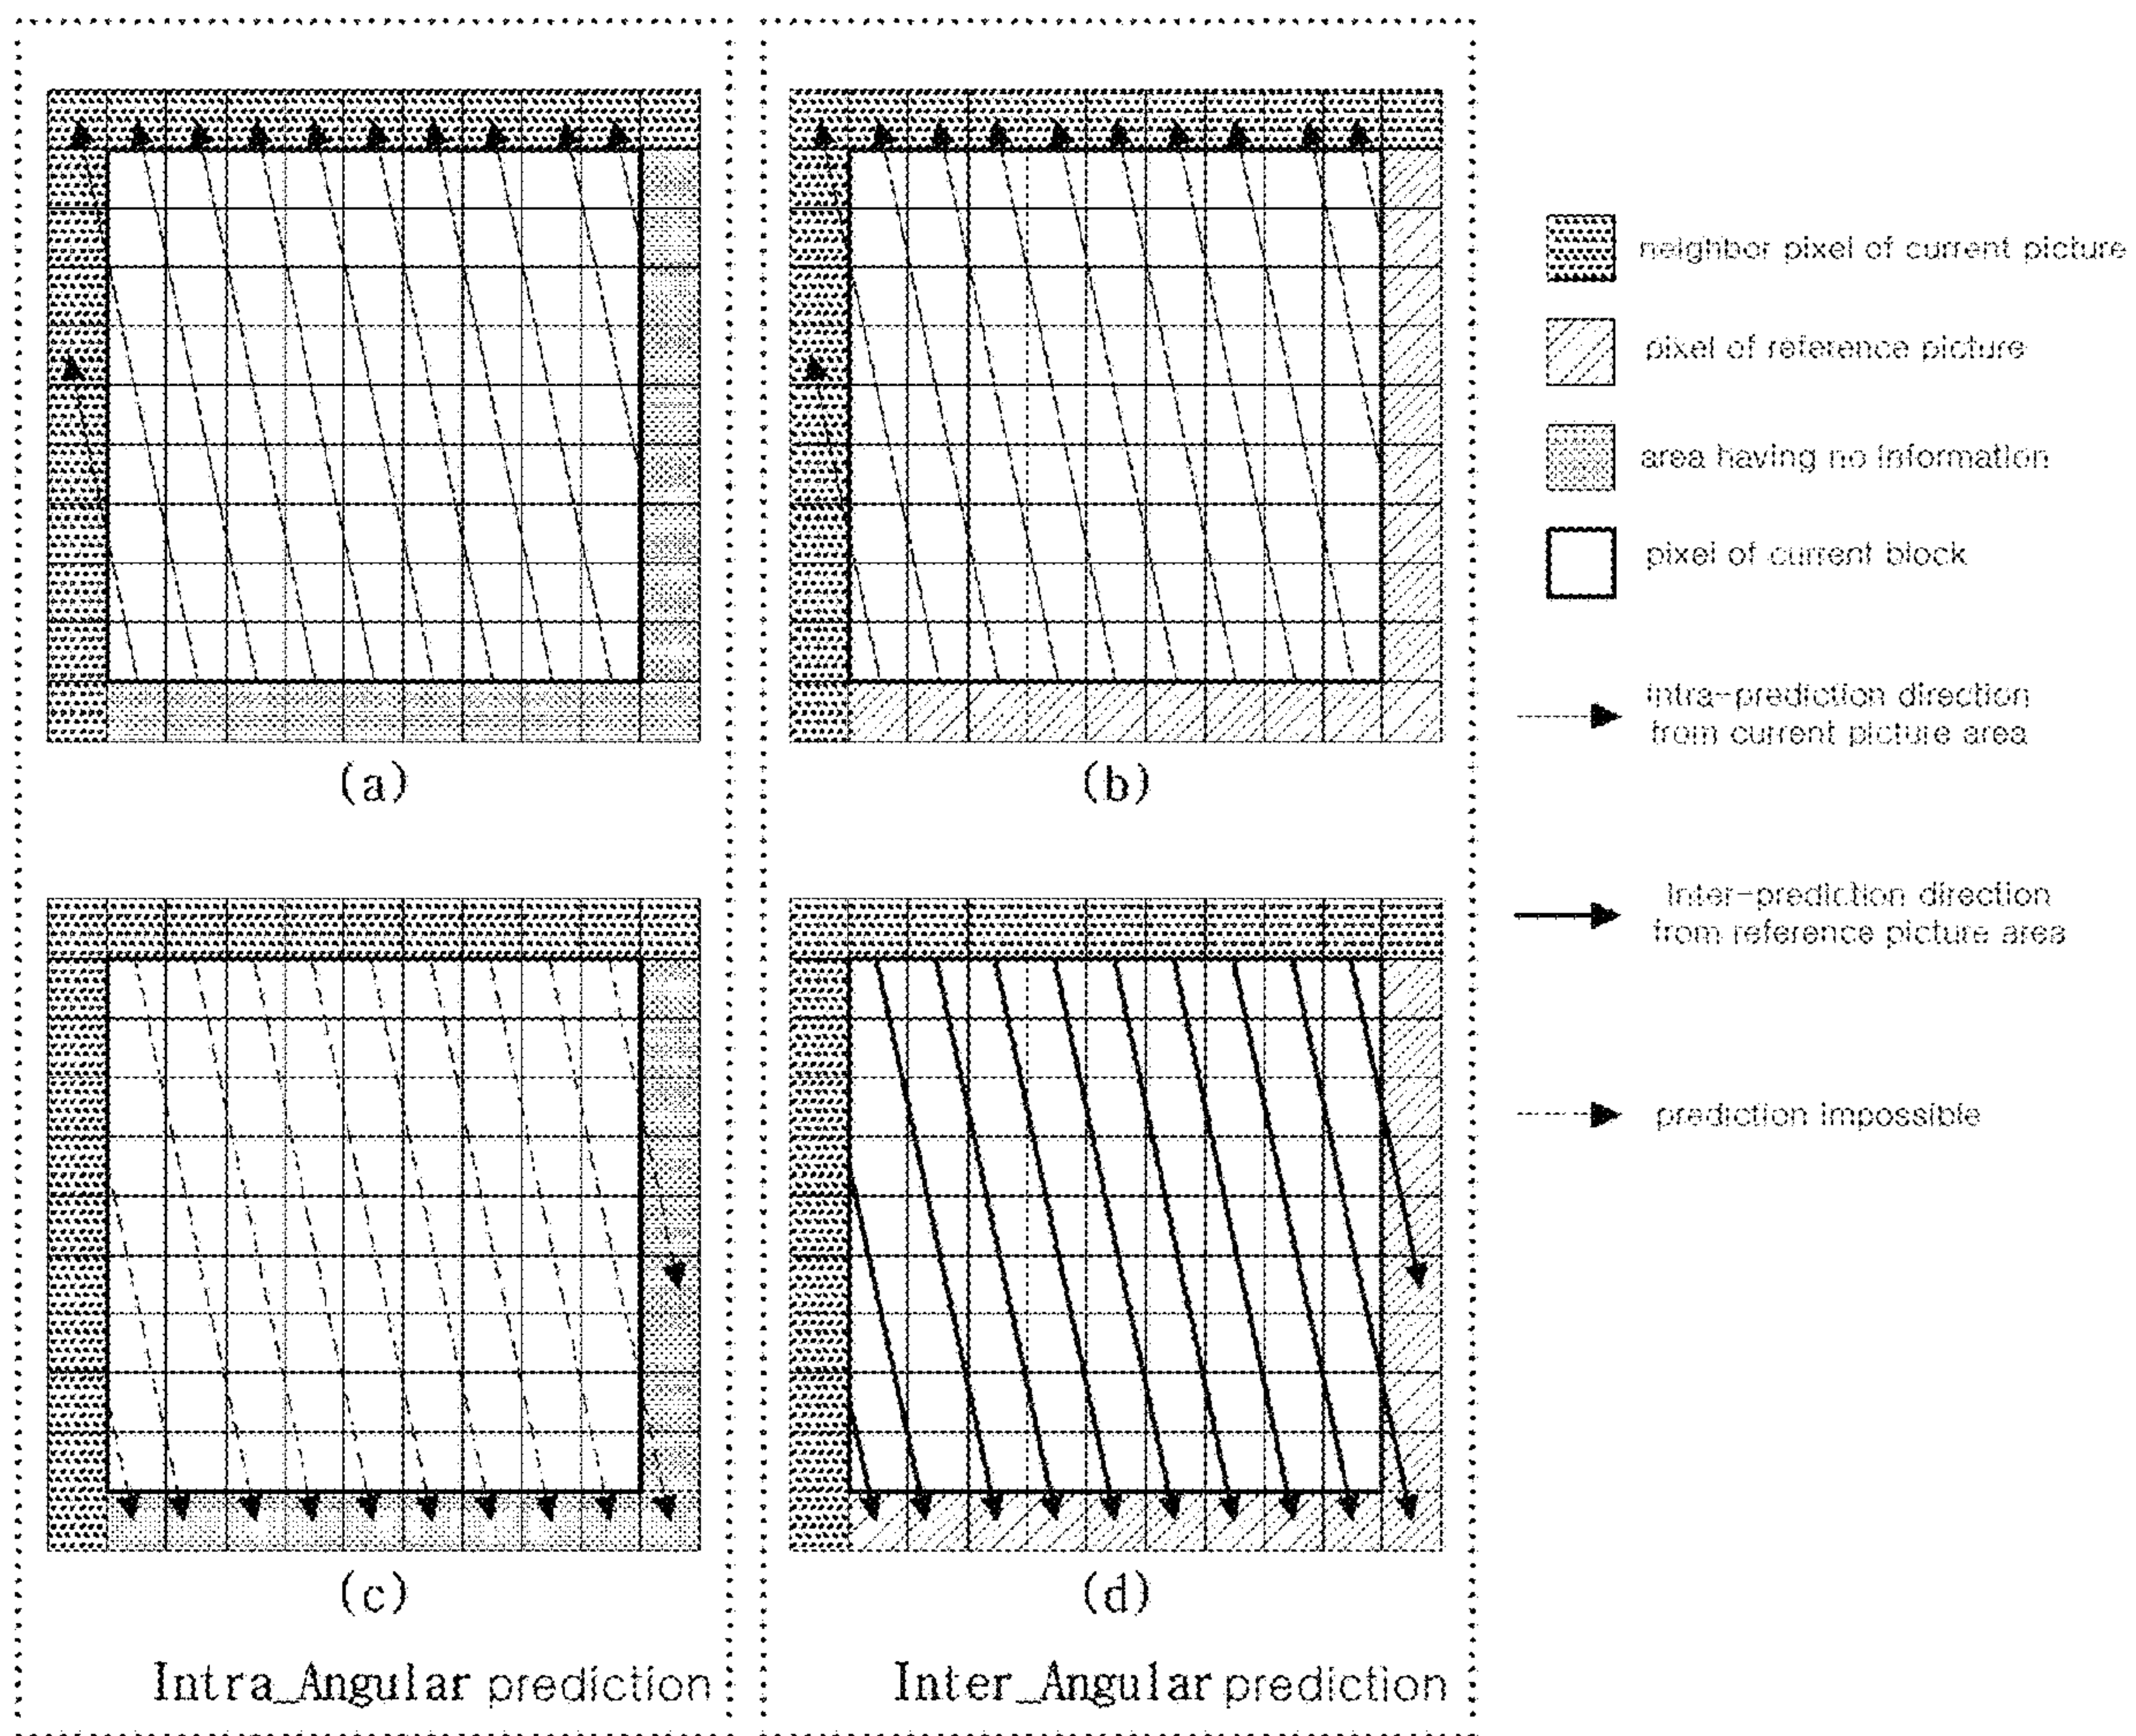 (a)
(b)
(c)
(d)
Intra_Angular prediction
Inter_Angular prediction
neighbor pixel of current picture
pixel of reference picture
area having no information
pixel of current block
intra-prediction direction
from current picture area
inter-prediction direction
from reference picture area
prediction impossible